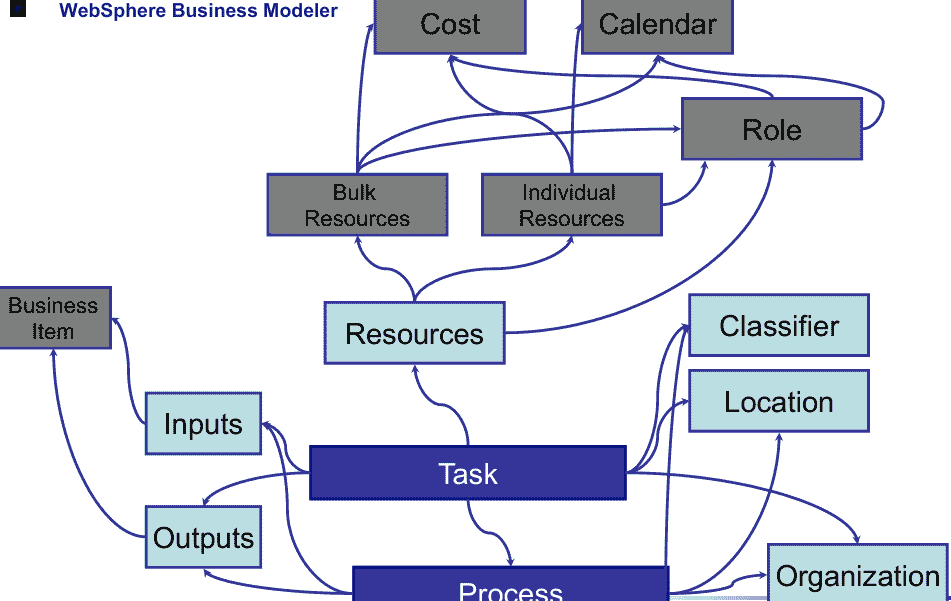 WebSphere Business Modeler
Cost
Calendar
Role
Bulk
Resources
Individual
Resources
Business
Item
Resources
Classifier
Location
Inputs
Task
Outputs
Organization
Process